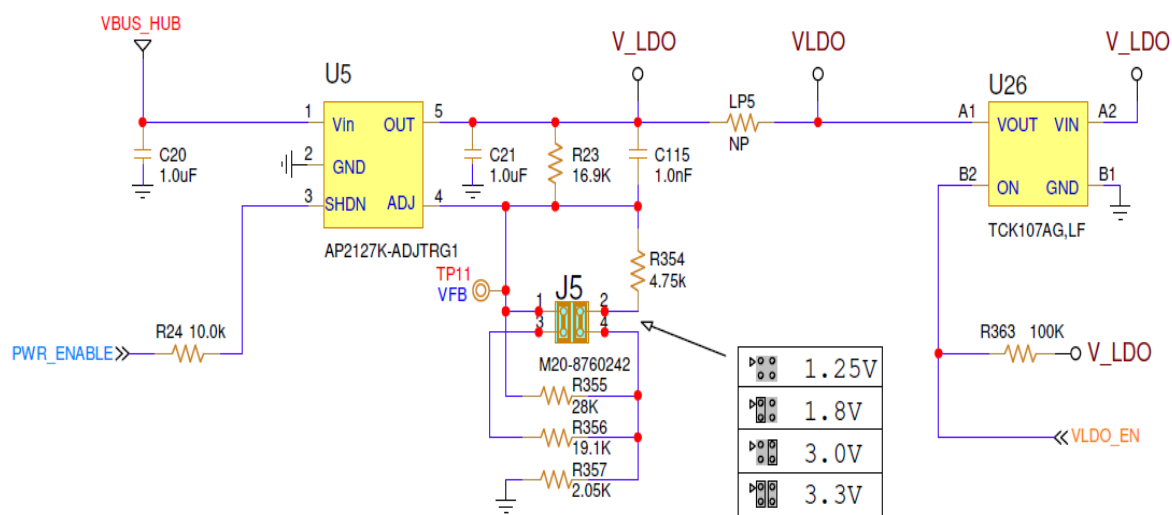 VBUS_HUB
V_LDO
VLDO
V_LDO
U5
U26
1
Vin
OUT
5
LP5
NP
A1
VOUT
VIN
A2
C20
1.0uF
2
GND
C21
1.0uF
R23
16.9K
C115
1.0nF
3
SHDN
ADJ
4
B2
ON
GND
B1
AP2127K-ADJTRG1
TCK107AG,LF
R354
4.75k
TP11
VFB
J5
1
2
3
4
R24 10.0k
PWR_ENABLE
M20-8760242
R355
28K
R356
19.1K
R357
2.05K
1.25V
1.8V
3.0V
3.3V
R363 100K
V_LDO
VLDO_EN